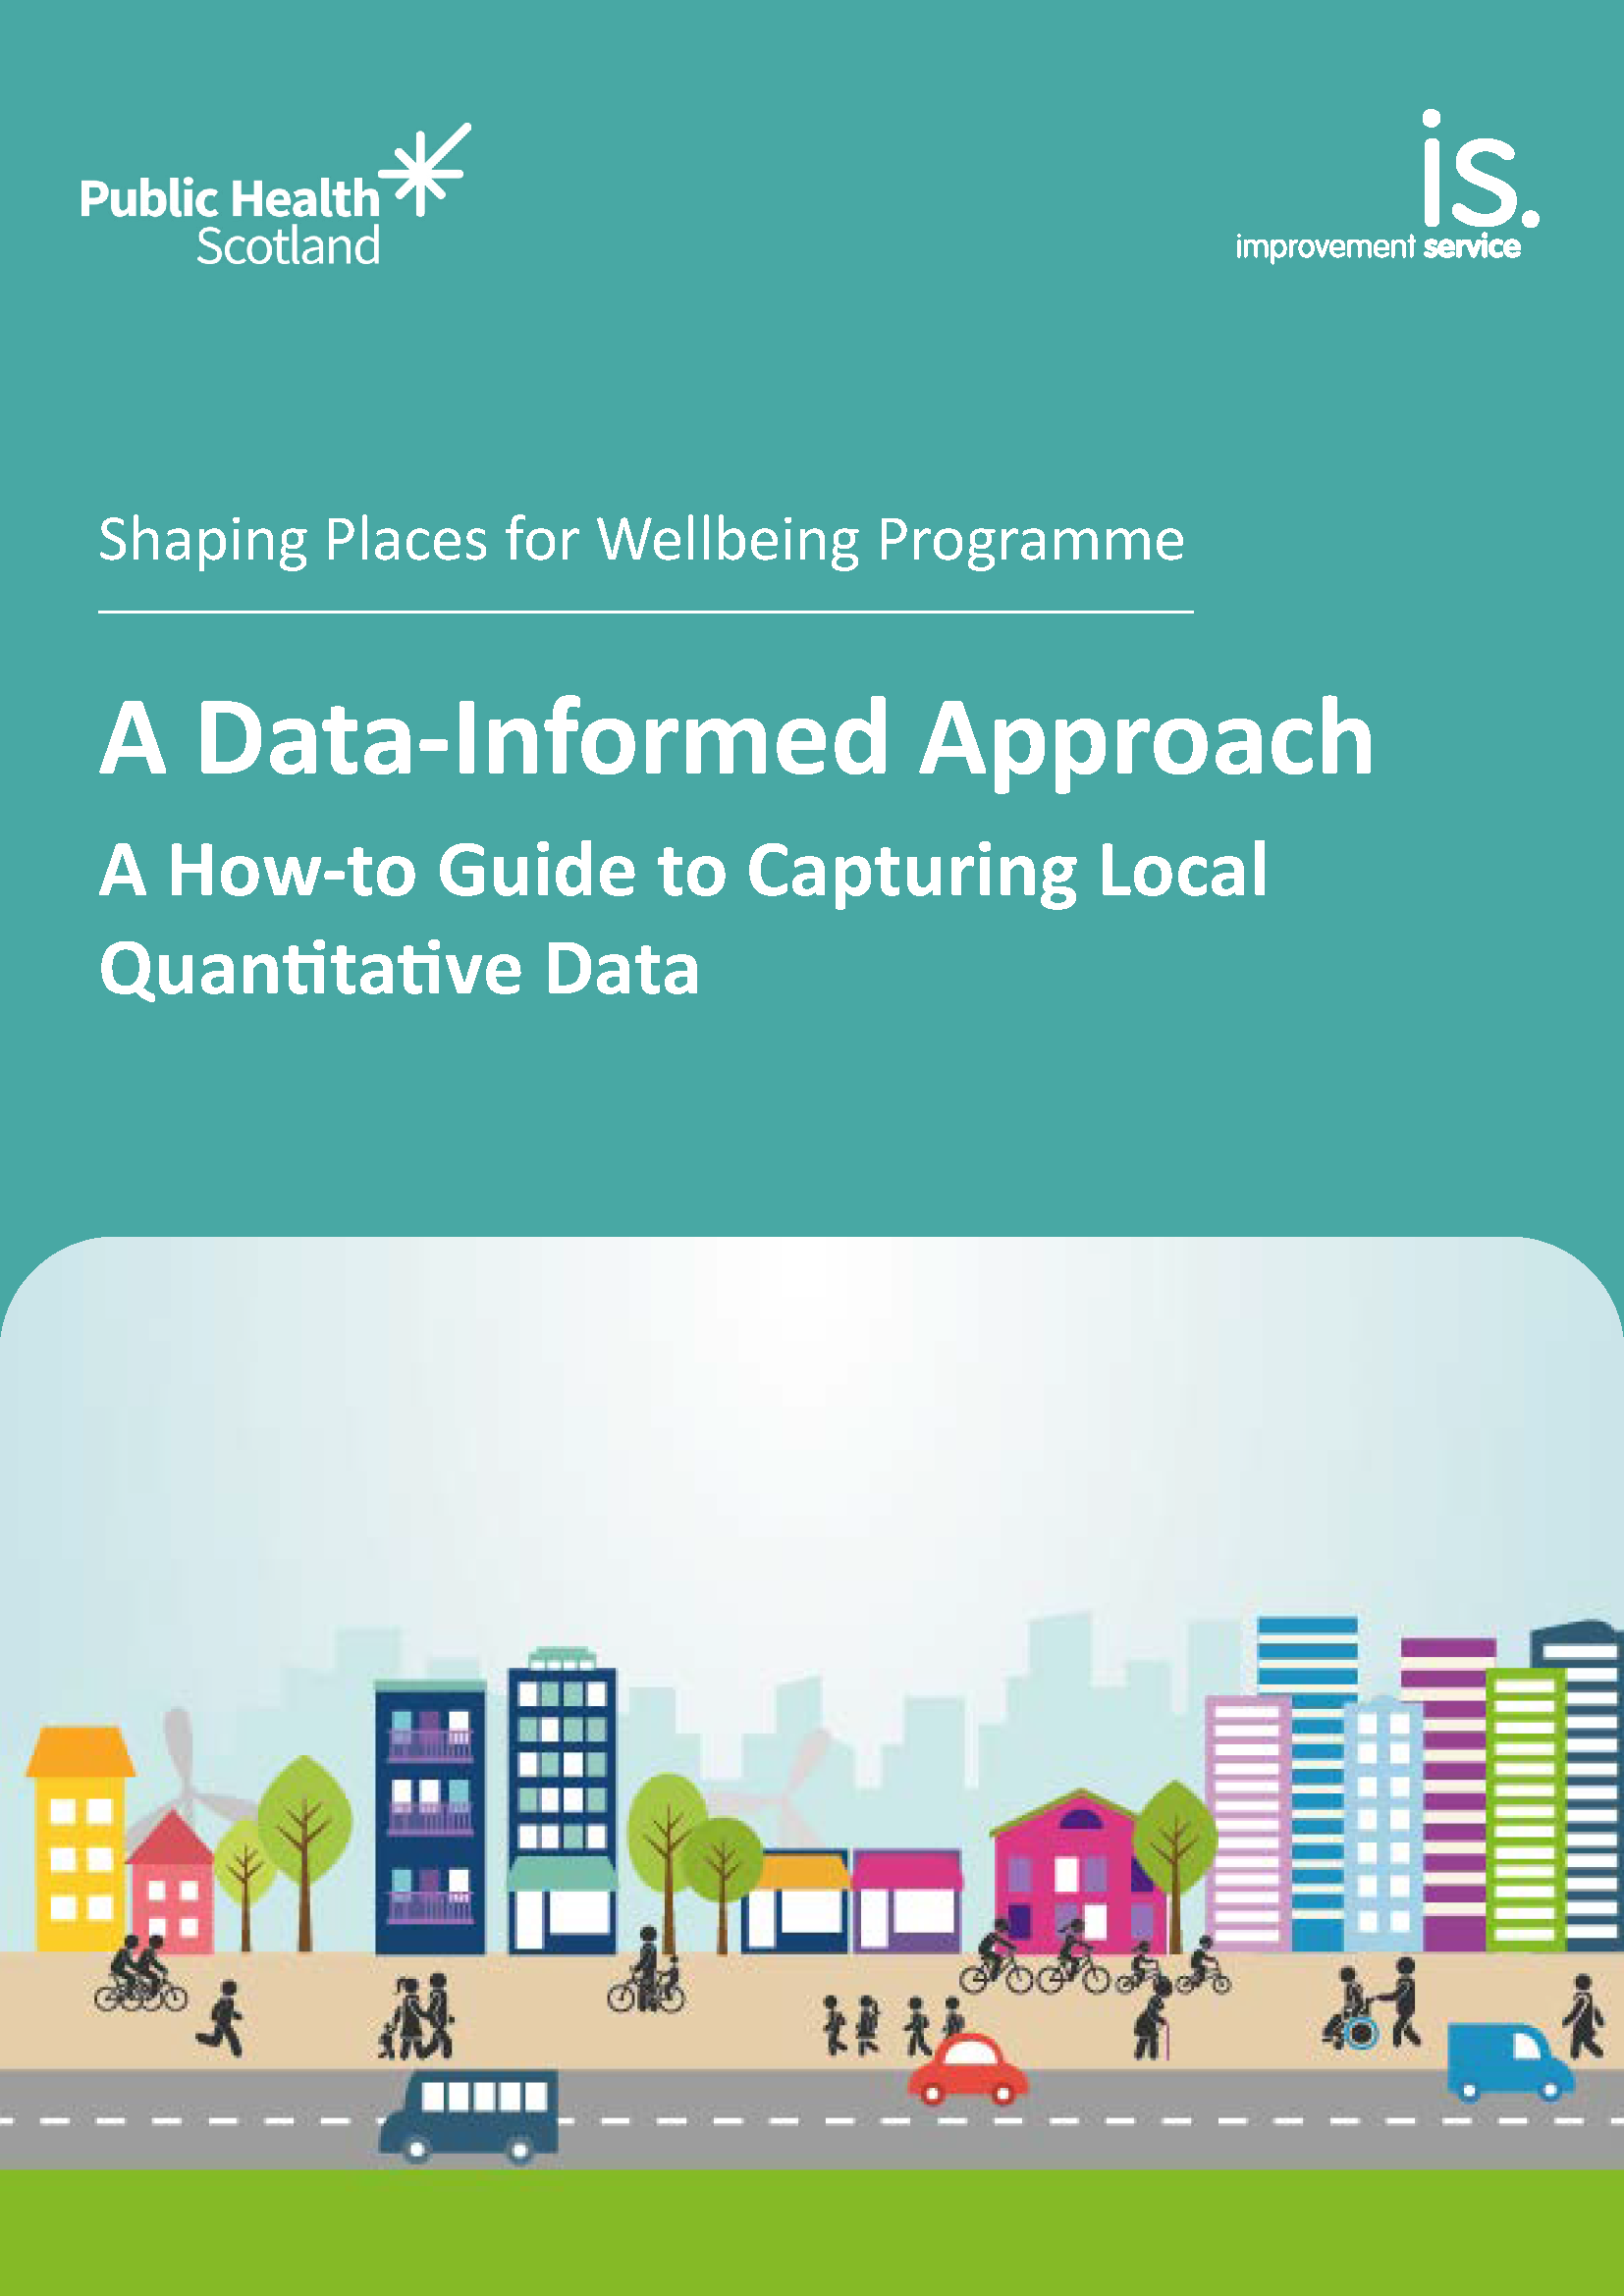 Public Health
Scotland
is.
improvement service
Shaping Places for Wellbeing Programme
A Data-Informed Approach
A How-to Guide to Capturing Local
Quantitative Data